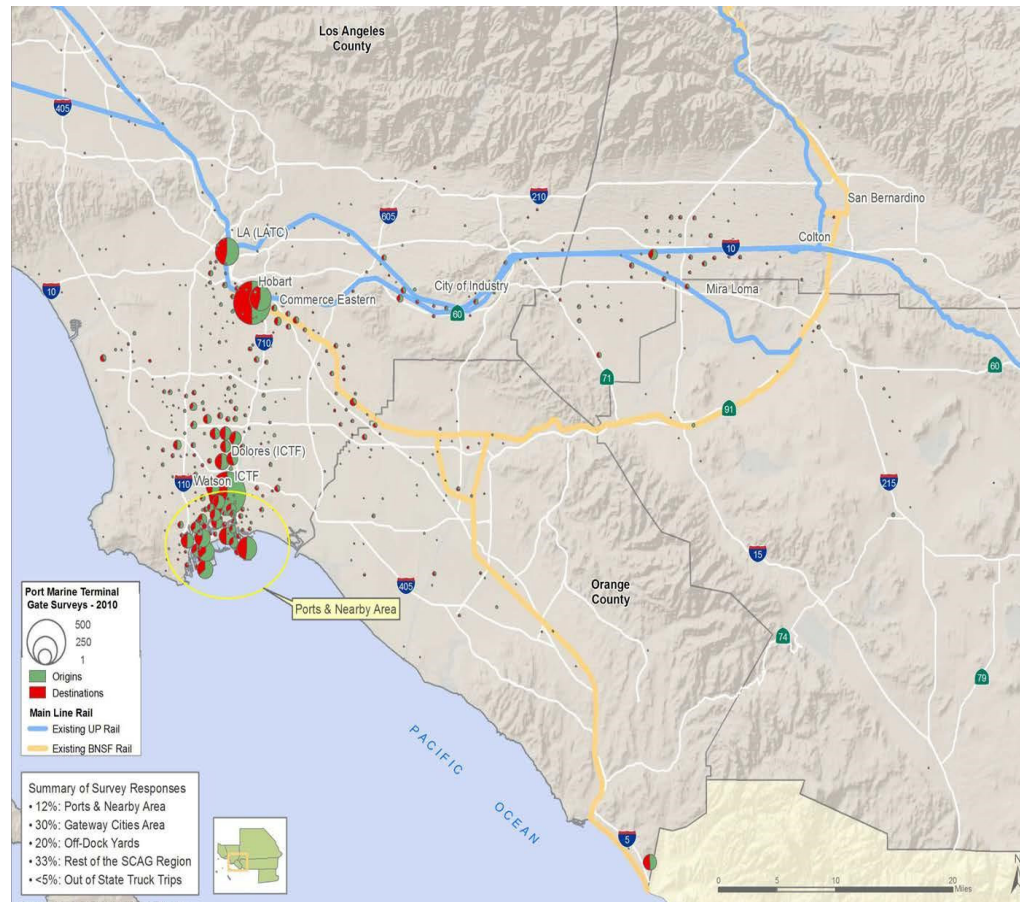 Los Angeles
County
405
210
605
San Bernardino
LA (LATC)
Colton
10
10
Hobart
City of Industry
Mira Loma
Commerce Eastern
60
710
60
71
91
Dolores (ICTF)
Watson
ICTF
110
215
15
405
Orange
County
Ports & Nearby Area
74
79
Port Marine Terminal
Gate Surveys - 2010
500
250
1
Origins
Destinations
Main Line Rail
Existing UP Rail
Existing BNSF Rail
PACIFIC
OCEAN
Summary of Survey Responses
• 12%: Ports & Nearby Area
• 30%: Gateway Cities Area
• 20%: Off-Dock Yards
• 33%: Rest of the SCAG Region
• <5%: Out of State Truck Trips
5
N
0 5 10 20
Miles